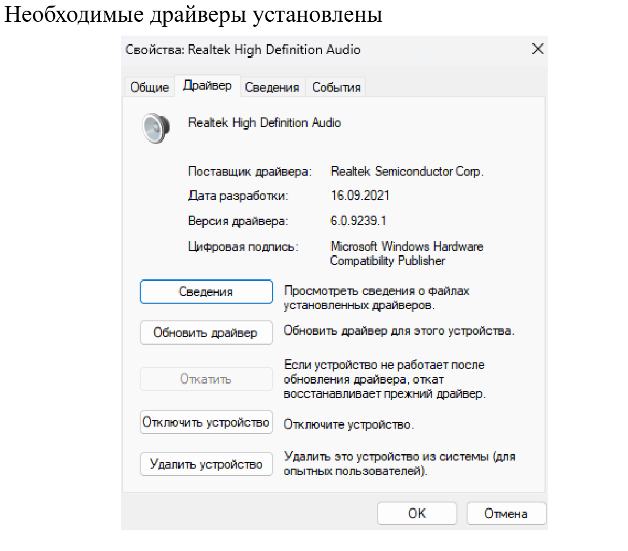 Необходимые драйверы установлены
Свойства: Realtek High Definition Audio
Общие Драйвер Сведения События
Realtek High Definition Audio
Поставщик драйвера: Realtek Semiconductor Corp.
Дата разработки: 16.09.2021
Версия драйвера: 6.0.9239.1
Цифровая подпись: Microsoft Windows Hardware
Compatibility Publisher
Сведения
Просмотреть сведения о файлах
установленных драйверов.
Обновить драйвер
Обновить драйвер для этого устройства.
Откатить
Если устройство не работает после
обновления драйвера, откат
восстанавливает прежний драйвер.
Отключить устройство
Отключите устройство.
Удалить устройство
Удалить это устройство из системы (для
опытных пользователей).
OK Отмена